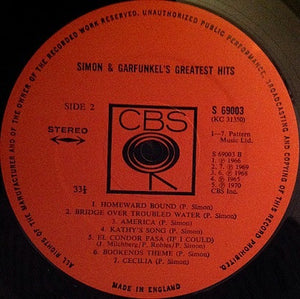 ALL RIGHTS OF THE MANUFACTURER AND OF THE OWNER OF THE RECORDED WORK RESERVED. UNAUTHORIZED PUBLIC PERFORMANCE, BROADCASTING AND COPYING OF THIS RECORD PROHIBITED.
SIMON & GARFUNKEL'S GREATEST HITS
SIDE 2
CBS
S 69003
(KC 31350)
STEREO
1—7. Pattern
Music Ltd.
33⅓
S 69003 B
1. ℗ 1966
2, 7. ℗ 1969
3, 6. ℗ 1968
4. ℗ 1965
5. ℗ 1970
CBS Inc.
1. HOMEWARD BOUND (P. Simon)
2. BRIDGE OVER TROUBLED WATER (P. Simon)
3. AMERICA (P. Simon)
4. KATHY'S SONG (P. Simon)
5. EL CONDOR PASA (IF I COULD)
(J. Milchberg / P. Robles / P. Simon)
6. BOOKENDS THEME (P. Simon)
7. CECILIA (P. Simon)
MADE IN ENGLAND